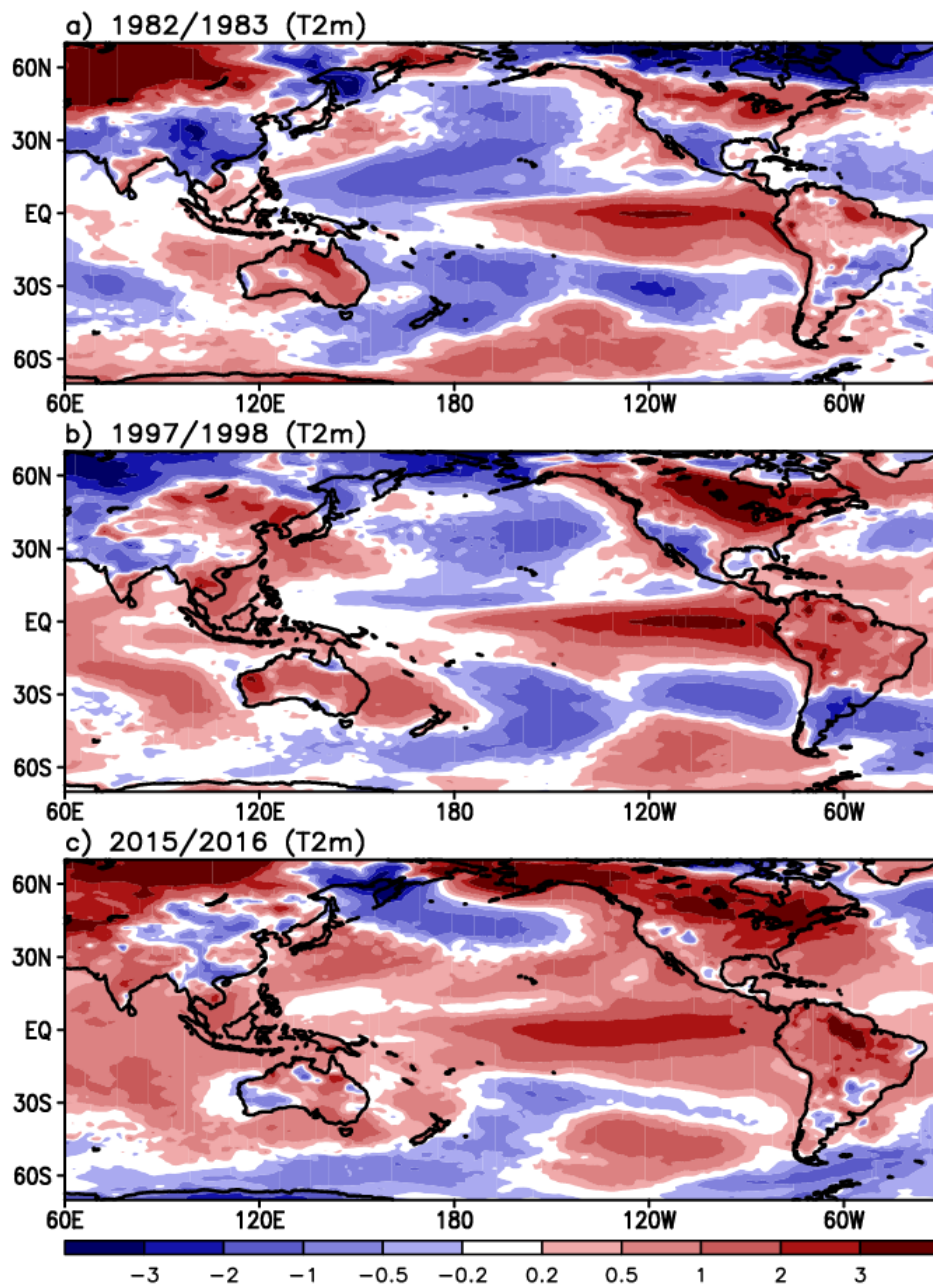 a) 1982/1983 (T2m)
60N
30N
EQ
30S
60S
60E 120E 180 120W 60W
b) 1997/1998 (T2m)
60N
30N
EQ
30S
60S
60E 120E 180 120W 60W
c) 2015/2016 (T2m)
60N
30N
EQ
30S
60S
60E 120E 180 120W 60W
−3 −2 −1 −0.5 −0.2 0.2 0.5 1 2 3